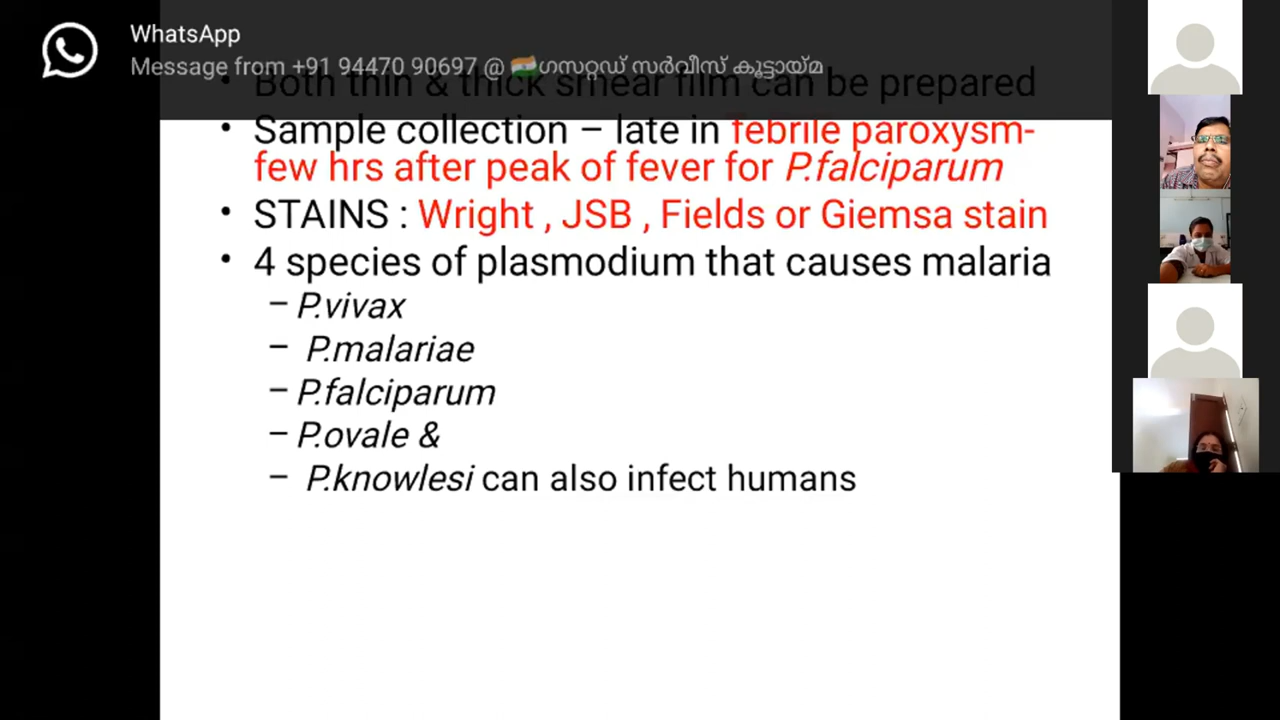 WhatsApp
Message from +91 94470 90697 @ 🇮🇳ഗസറ്റഡ് സർവീസ് കൂട്ടായ്മ
• Both thin & thick smear film can be prepared
• Sample collection – late in febrile paroxysm-
few hrs after peak of fever for P.falciparum
• STAINS : Wright , JSB , Fields or Giemsa stain
• 4 species of plasmodium that causes malaria
– P.vivax
– P.malariae
– P.falciparum
– P.ovale &
– P.knowlesi can also infect humans